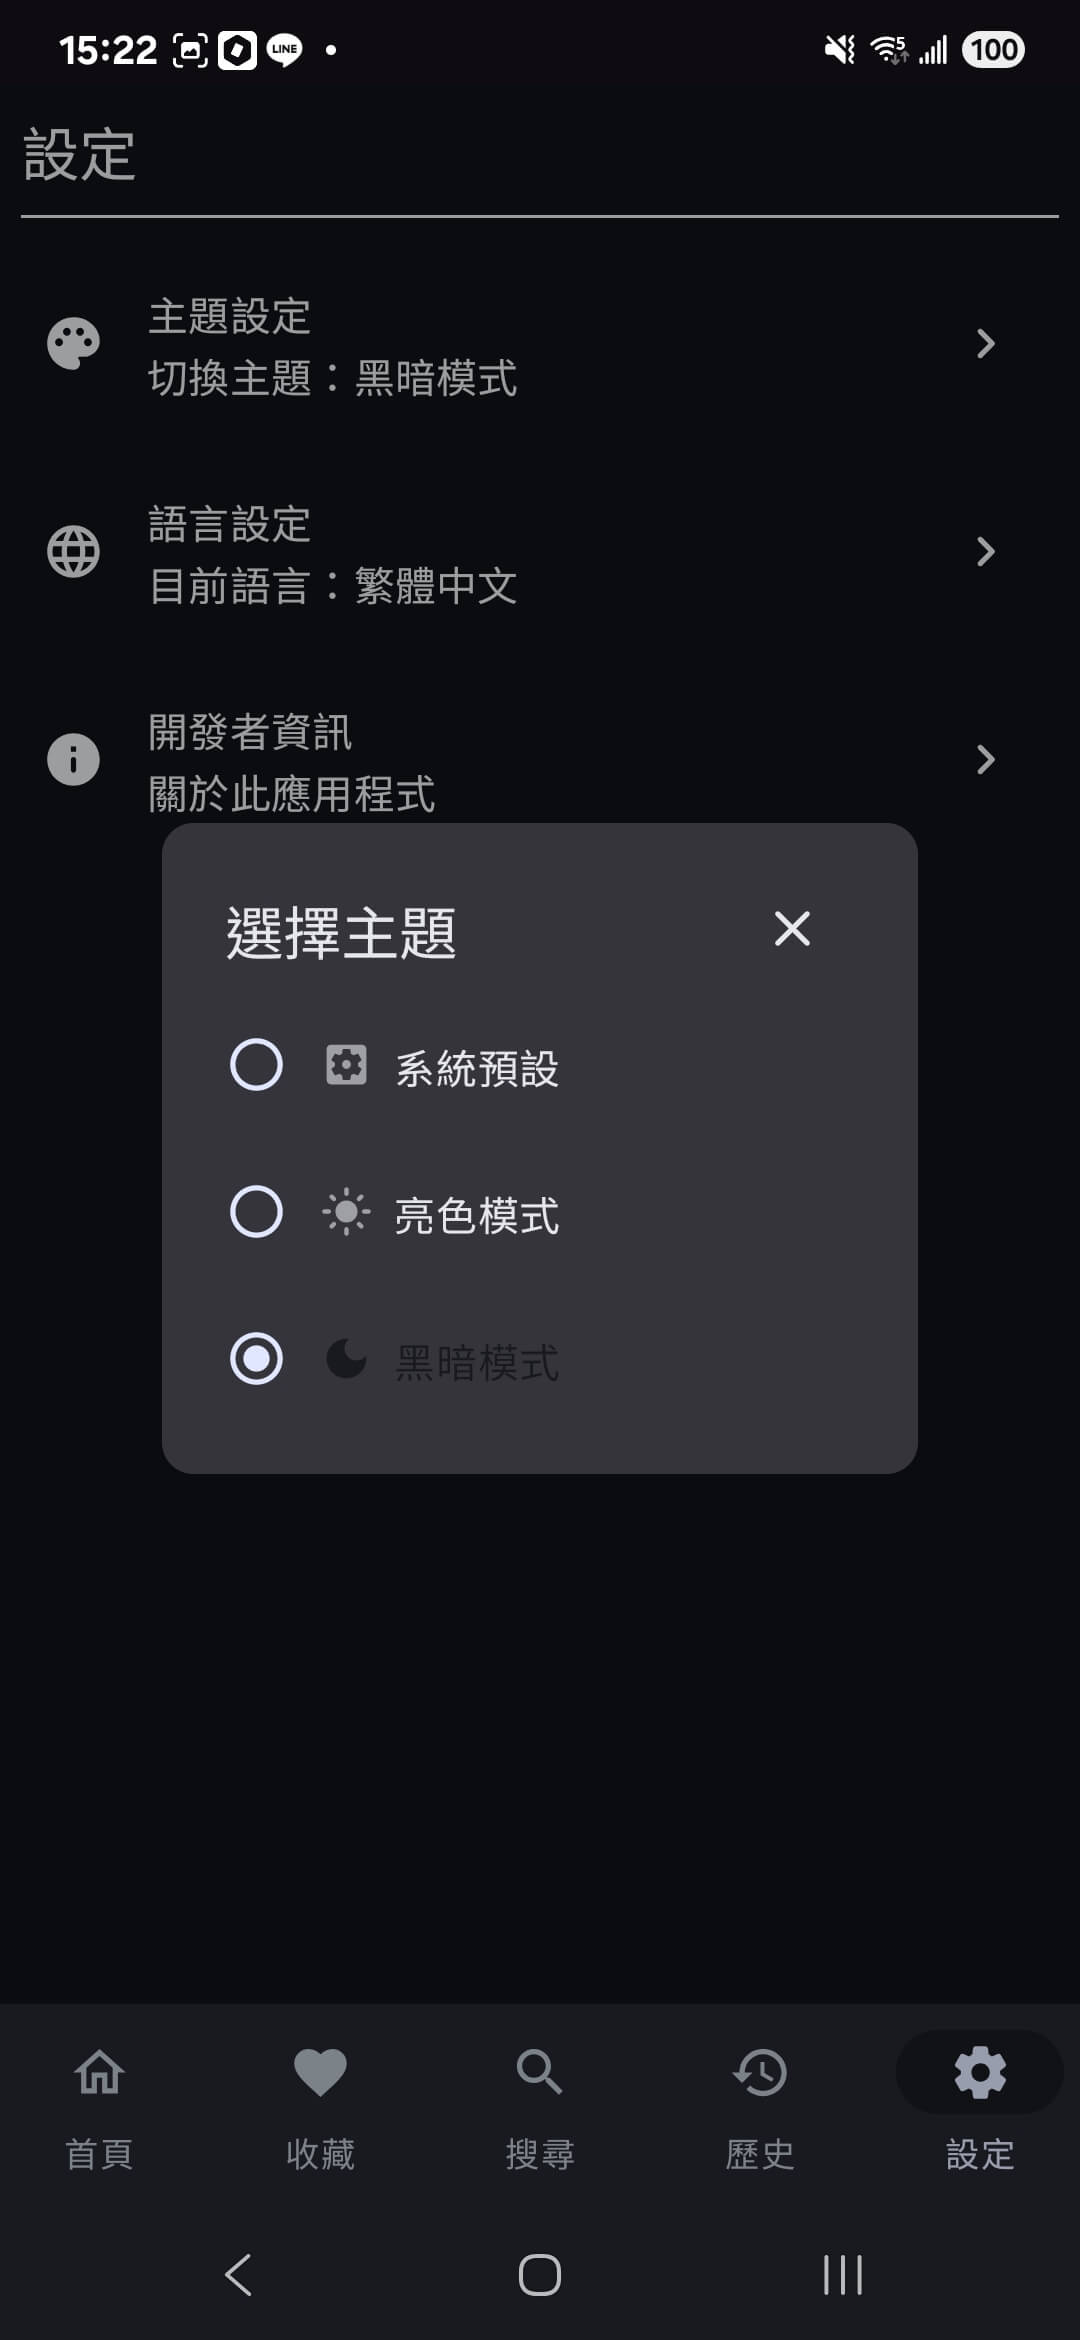 15:22
LINE
5
100
設定
主題設定
切換主題：黑暗模式
語言設定
目前語言：繁體中文
開發者資訊
關於此應用程式
選擇主題
系統預設
亮色模式
黑暗模式
首頁
收藏
搜尋
歷史
設定